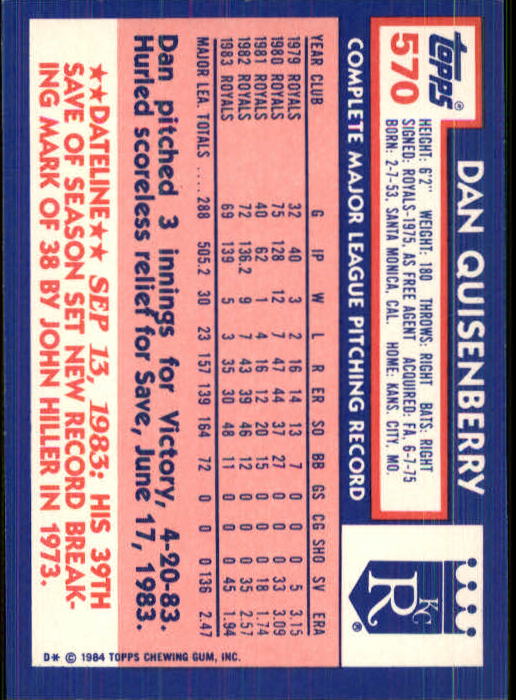 DAN QUISENBERRY
topps®
570
HEIGHT: 6'2" WEIGHT: 180 THROWS: RIGHT BATS: RIGHT
SIGNED: ROYALS-1975, AS FREE AGENT ACQUIRED: FA, 6-7-75
BORN: 2-7-53, SANTA MONICA, CAL. HOME: KANS. CITY, MO.
KC
R
®
COMPLETE MAJOR LEAGUE PITCHING RECORD
YEAR CLUB G IP W L R ER SO BB GS CG SHO SV ERA
1979 ROYALS 32 40 3 2 16 14 13 7 0 0 0 5 3.15
1980 ROYALS 75 128 12 7 47 44 37 27 0 0 0 33 3.09
1981 ROYALS 40 62 1 4 16 12 20 15 0 0 0 18 1.74
1982 ROYALS 72 136.2 9 7 43 39 46 12 0 0 0 35 2.57
1983 ROYALS 69 139 5 3 35 30 48 11 0 0 0 45 1.94
MAJOR LEA. TOTALS .... 288 505.2 30 23 157 139 164 72 0 0 0 136 2.47
Dan pitched 3 innings for Victory, 4-20-83.
Hurled scoreless relief for Save, June 17, 1983.
★★DATELINE★★ SEP 13, 1983: HIS 39TH
SAVE OF SEASON SET NEW RECORD BREAK-
ING MARK OF 38 BY JOHN HILLER IN 1973.
D* © 1984 TOPPS CHEWING GUM, INC.